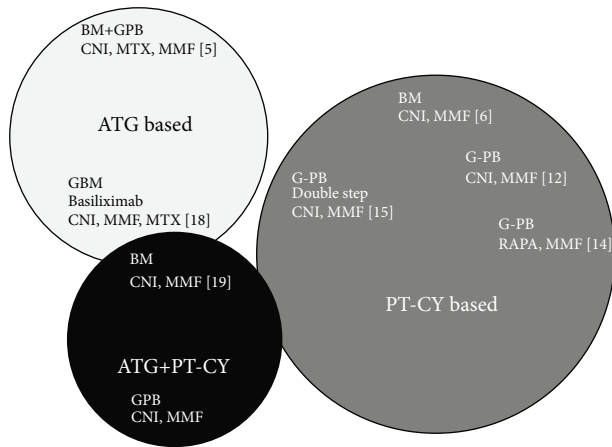 BM+GPB
CNI, MTX, MMF [5]
ATG based
GBM
Basiliximab
CNI, MMF, MTX [18]
BM
CNI, MMF [6]
G-PB
CNI, MMF [12]
G-PB
Double step
CNI, MMF [15]
G-PB
RAPA, MMF [14]
PT-CY based
BM
CNI, MMF [19]
ATG+PT-CY
GPB
CNI, MMF